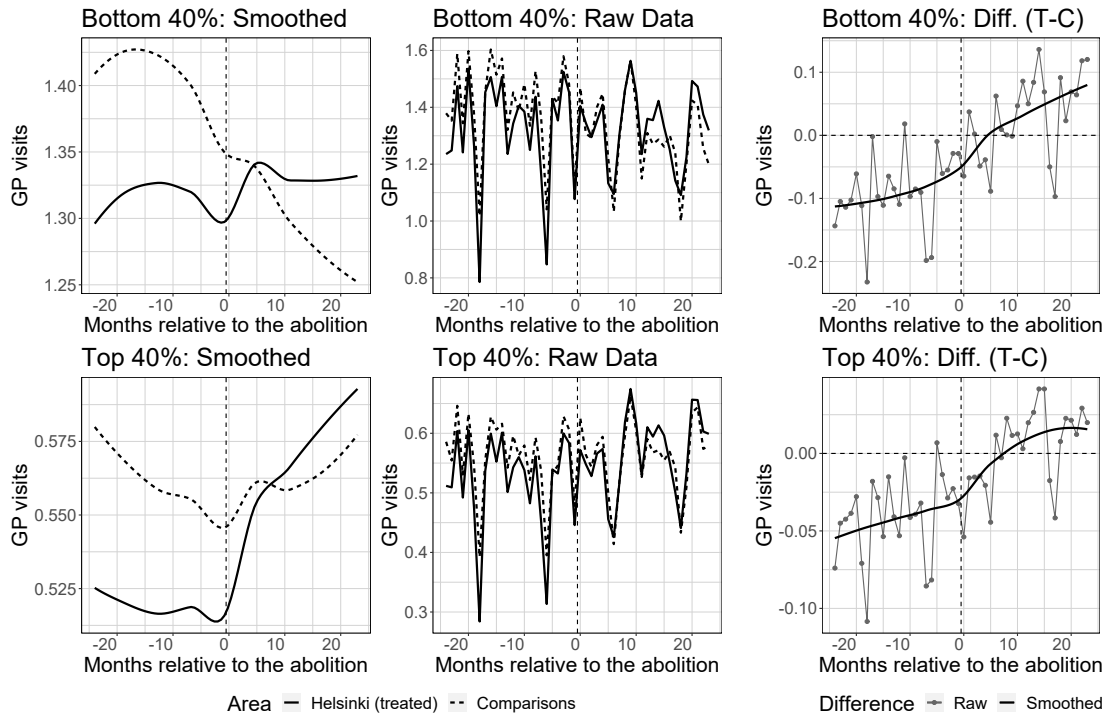 Bottom 40%: Smoothed
Bottom 40%: Raw Data
Bottom 40%: Diff. (T-C)
GP visits
1.40
1.35
1.30
1.25
-20 -10 0 10 20
Months relative to the abolition
GP visits
1.6
1.4
1.2
1.0
0.8
-20 -10 0 10 20
Months relative to the abolition
GP visits
0.1
0.0
-0.1
-0.2
-20 -10 0 10 20
Months relative to the abolition
Top 40%: Smoothed
Top 40%: Raw Data
Top 40%: Diff. (T-C)
GP visits
0.575
0.550
0.525
-20 -10 0 10 20
Months relative to the abolition
GP visits
0.6
0.5
0.4
0.3
-20 -10 0 10 20
Months relative to the abolition
GP visits
0.00
-0.05
-0.10
-20 -10 0 10 20
Months relative to the abolition
Area Helsinki (treated) Comparisons
Difference Raw Smoothed